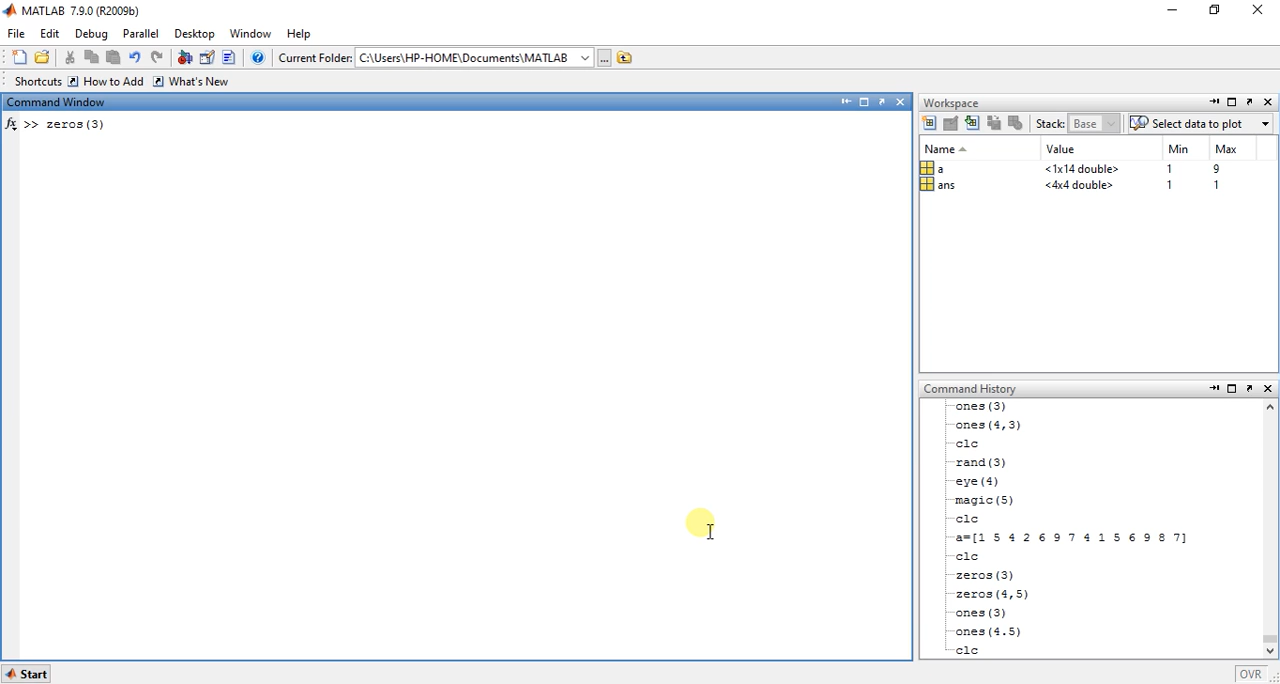 MATLAB 7.9.0 (R2009b)
File Edit Debug Parallel Desktop Window Help
Current Folder: C:\Users\HP-HOME\Documents\MATLAB ...
Shortcuts How to Add What's New
Command Window
fx >> zeros(3)
Workspace
Stack: Base Select data to plot
Name Value Min Max
a <1x14 double> 1 9
ans <4x4 double> 1 1
Command History
ones(3)
ones(4,3)
clc
rand(3)
eye(4)
magic(5)
clc
a=[1 5 4 2 6 9 7 4 1 5 6 9 8 7]
clc
zeros(3)
zeros(4,5)
ones(3)
ones(4.5)
clc
Start
OVR